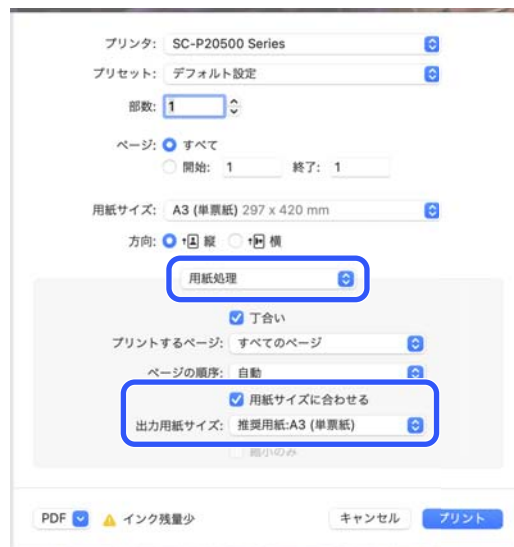 プリンタ: SC-P20500 Series
プリセット: デフォルト設定
部数: 1
ページ: すべて
開始: 1 終了: 1
用紙サイズ: A3 (単票紙) 297 x 420 mm
方向: 縦 横
用紙処理
丁合い
プリントするページ: すべてのページ
ページの順序: 自動
用紙サイズに合わせる
出力用紙サイズ: 推奨用紙:A3 (単票紙)
縮小のみ
PDF インク残量少 キャンセル プリント